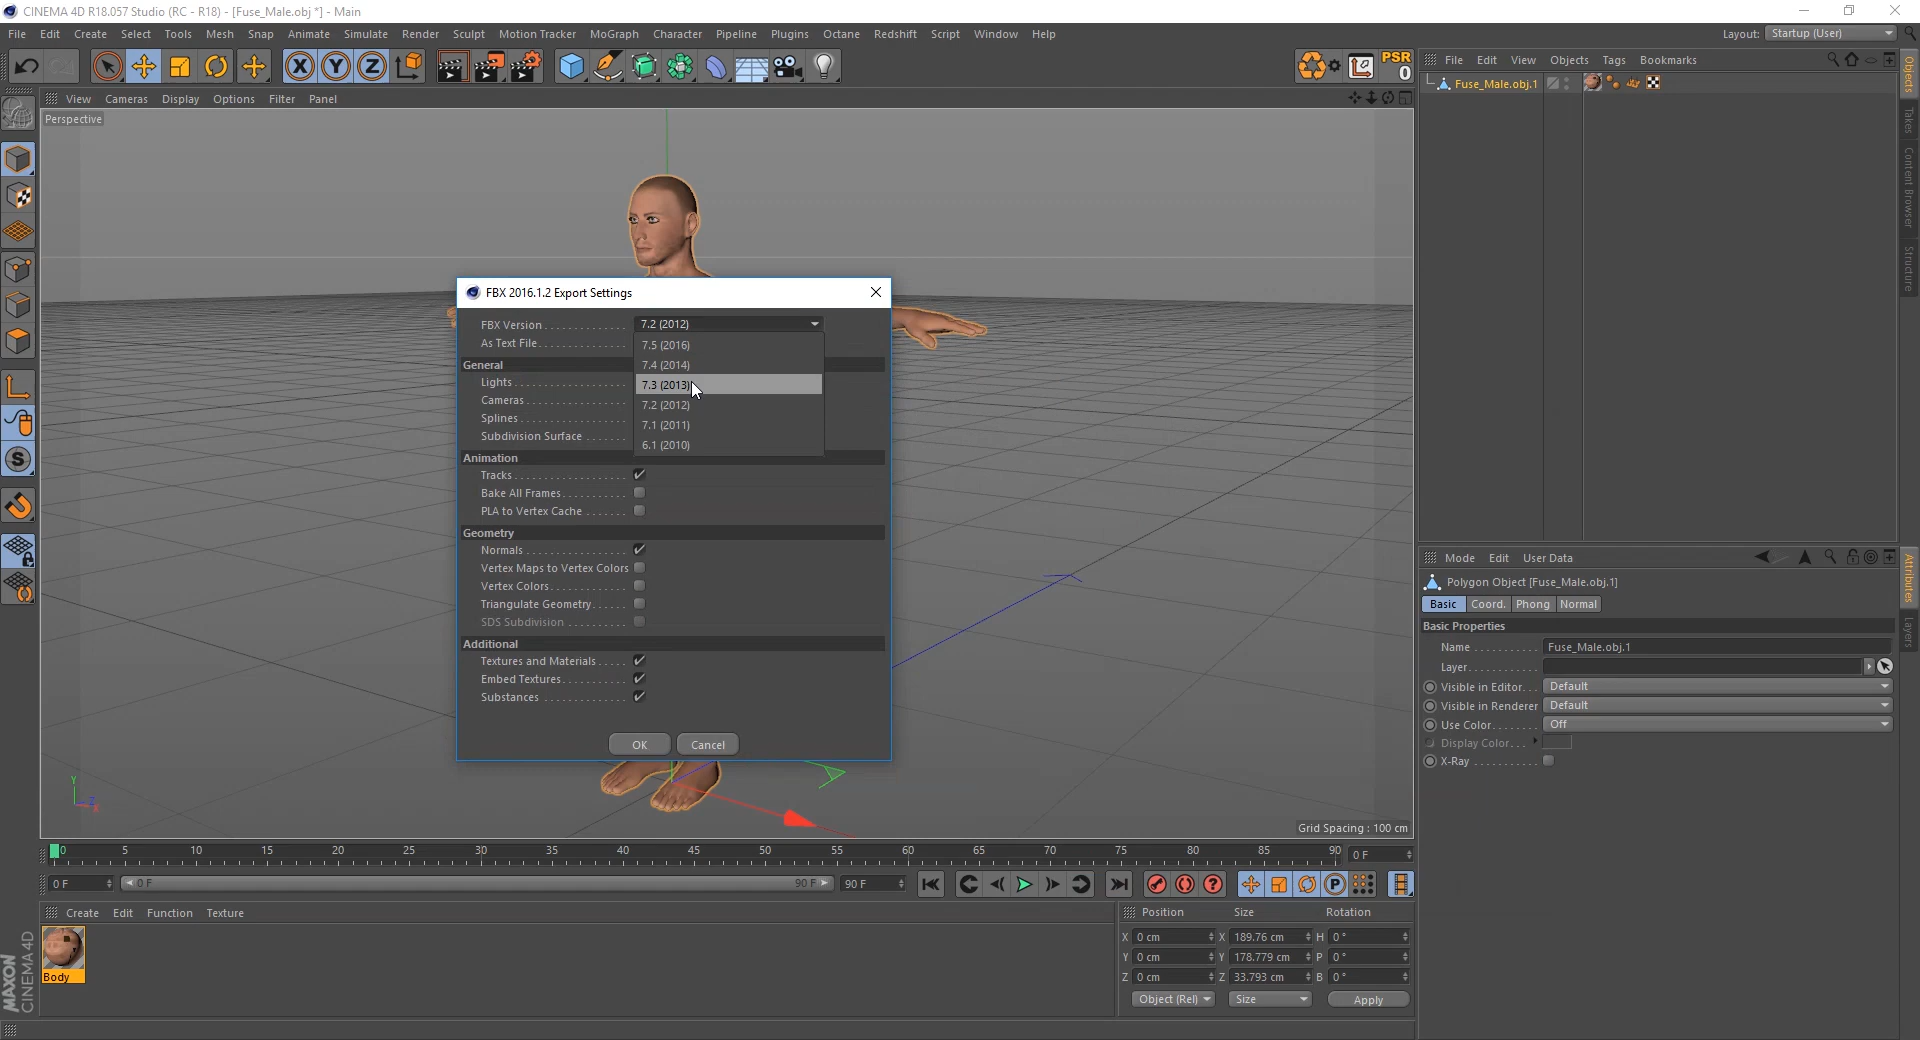 CINEMA 4D R18.057 Studio (RC - R18) - [Fuse_Male.obj *] - Main
File Edit Create Select Tools Mesh Snap Animate Simulate Render Sculpt Motion Tracker MoGraph Character Pipeline Plugins Octane Redshift Script Window Help
Layout: Startup (User)
X Y Z
PSR
0
File Edit View Objects Tags Bookmarks
Fuse_Male.obj.1
Objects
Takes
Content Browser
Structure
View Cameras Display Options Filter Panel
Perspective
FBX 2016.1.2 Export Settings
FBX Version 7.2 (2012)
As Text File
7.5 (2016)
7.4 (2014)
7.3 (2013)
7.2 (2012)
7.1 (2011)
6.1 (2010)
General
Lights
Cameras
Splines
Subdivision Surface
Animation
Tracks
Bake All Frames
PLA to Vertex Cache
Geometry
Normals
Vertex Maps to Vertex Colors
Vertex Colors
Triangulate Geometry
SDS Subdivision
Additional
Textures and Materials
Embed Textures
Substances
OK Cancel
Y
Z
X
Grid Spacing : 100 cm
Mode Edit User Data
Polygon Object [Fuse_Male.obj.1]
Basic Coord. Phong Normal
Basic Properties
Name Fuse_Male.obj.1
Layer
Visible in Editor Default
Visible in Renderer Default
Use Color Off
Display Color
X-Ray
Attributes
Layers
0 5 10 15 20 25 30 35 40 45 50 55 60 65 70 75 80 85 90
0 F
0 F 0 F 90 F 90 F
P
Create Edit Function Texture
Body
MAXON
CINEMA 4D
Position Size Rotation
X 0 cm X 189.76 cm H 0 °
Y 0 cm Y 178.779 cm P 0 °
Z 0 cm Z 33.793 cm B 0 °
Object (Rel) Size Apply